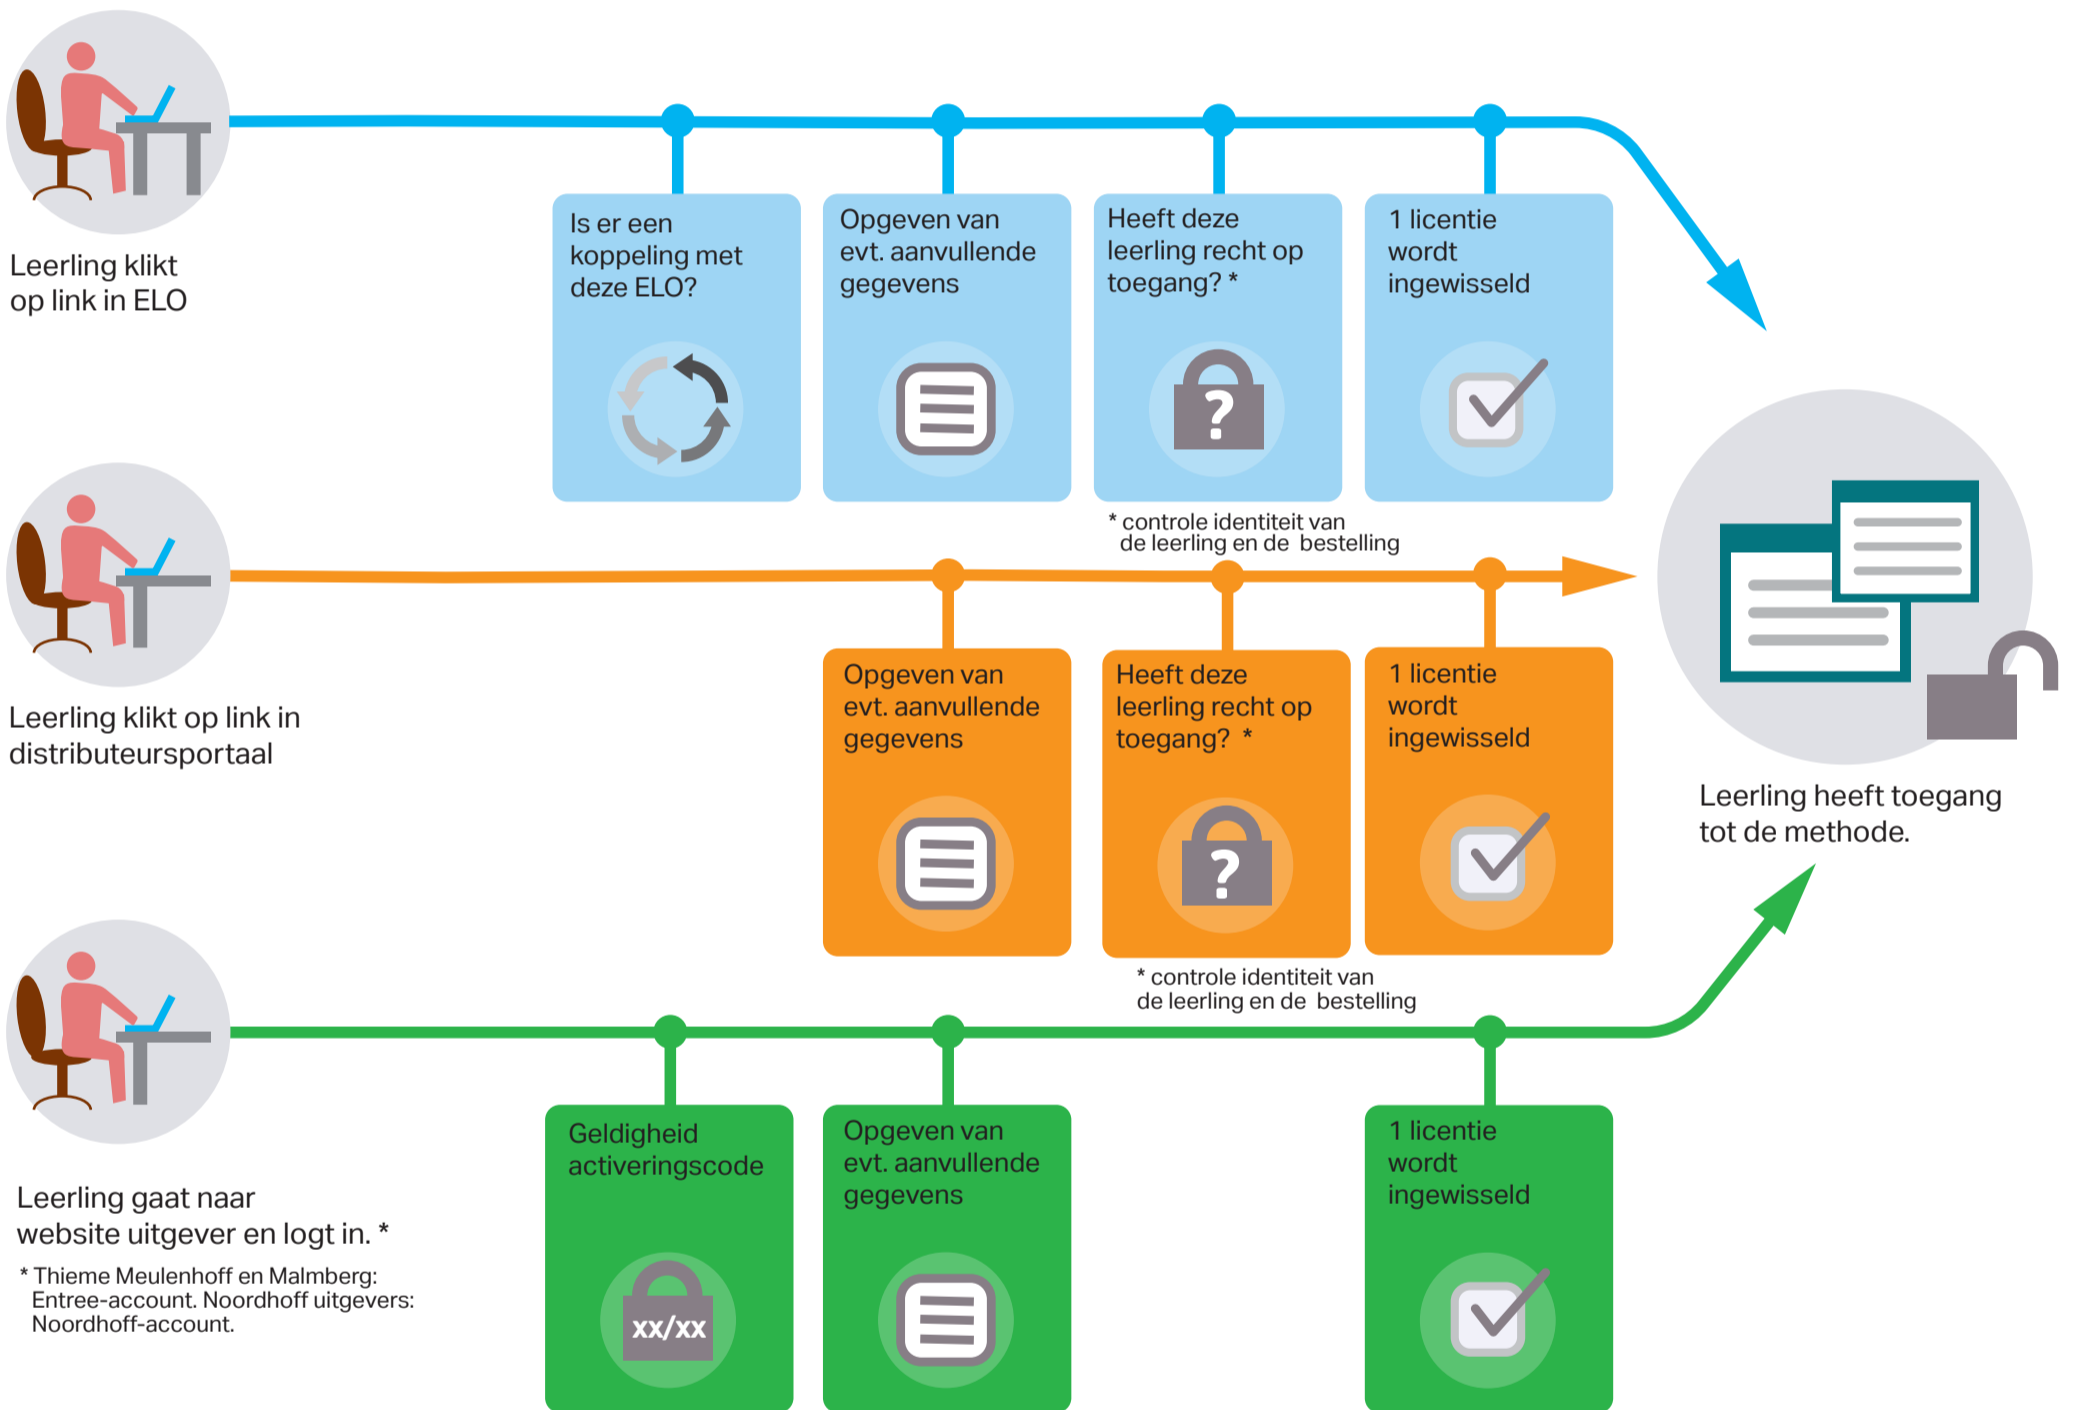 Leerling klikt
op link in ELO
Is er een
koppeling met
deze ELO?
Opgeven van
evt. aanvullende
gegevens
Heeft deze
leerling recht op
toegang? *
1 licentie
wordt
ingewisseld
* controle identiteit van
de leerling en de bestelling
Leerling klikt op link in
distributeursportaal
Opgeven van
evt. aanvullende
gegevens
Heeft deze
leerling recht op
toegang? *
?
1 licentie
wordt
ingewisseld
* controle identiteit van
de leerling en de bestelling
?
Leerling heeft toegang
tot de methode.
Leerling gaat naar
website uitgever en logt in. *
* Thieme Meulenhoff en Malmberg:
Entree-account. Noordhoff uitgevers:
Noordhoff-account.
Geldigheid
activeringscode
xx/xx
Opgeven van
evt. aanvullende
gegevens
1 licentie
wordt
ingewisseld